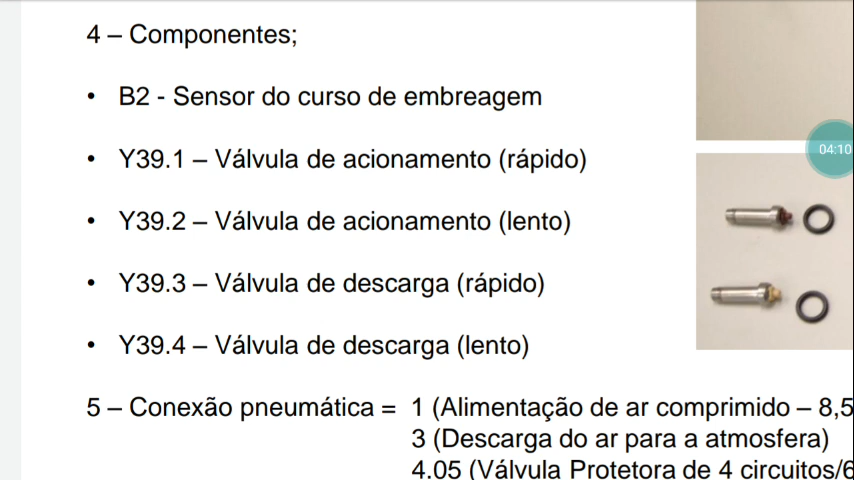 4 – Componentes;
• B2 - Sensor do curso de embreagem
• Y39.1 – Válvula de acionamento (rápido)
04:10
• Y39.2 – Válvula de acionamento (lento)
• Y39.3 – Válvula de descarga (rápido)
• Y39.4 – Válvula de descarga (lento)
5 – Conexão pneumática = 1 (Alimentação de ar comprimido – 8,5
3 (Descarga do ar para a atmosfera)
4.05 (Válvula Protetora de 4 circuitos/6